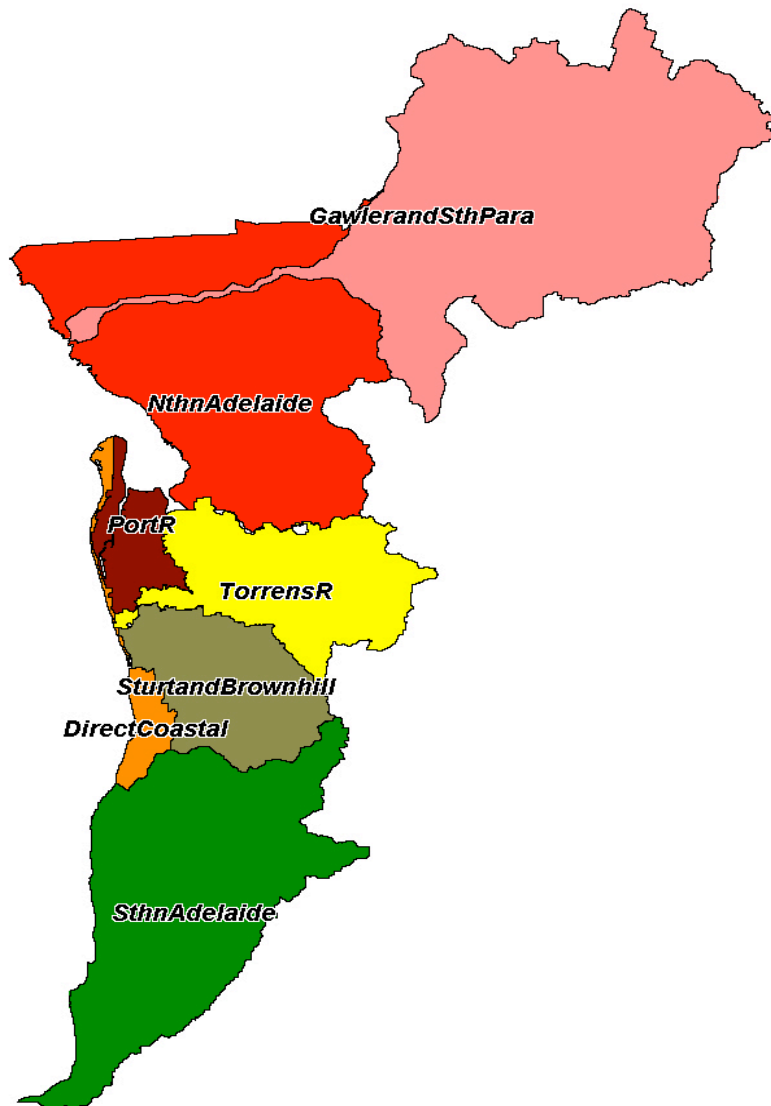 GawlerandSthPara
NthnAdelaide
PortR
TorrensR
SturtandBrownhill
DirectCoastal
SthnAdelaide